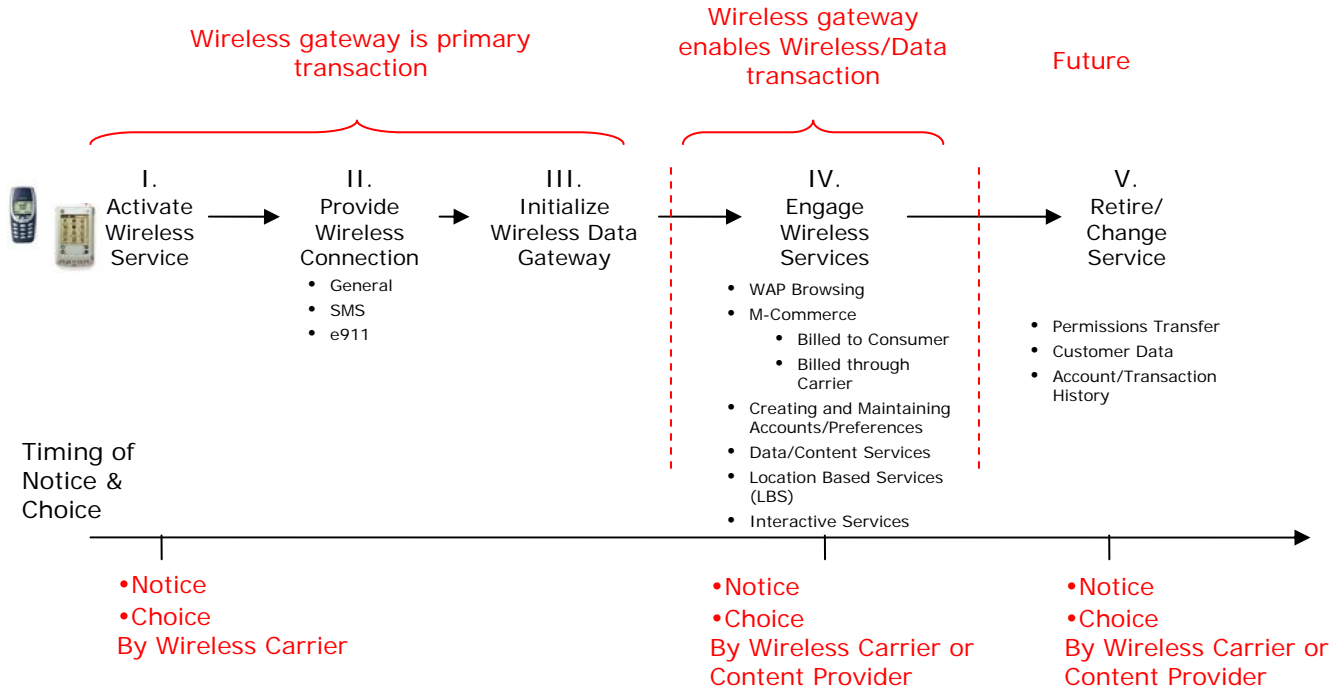 Wireless gateway is primary
transaction
Wireless gateway
enables Wireless/Data
transaction
Future
I.
Activate
Wireless
Service
II.
Provide
Wireless
Connection
• General
• SMS
• e911
III.
Initialize
Wireless Data
Gateway
IV.
Engage
Wireless
Services
• WAP Browsing
• M-Commerce
• Billed to Consumer
• Billed through
Carrier
• Creating and Maintaining
Accounts/Preferences
• Data/Content Services
• Location Based Services
(LBS)
• Interactive Services
V.
Retire/
Change
Service
• Permissions Transfer
• Customer Data
• Account/Transaction
History
Timing of
Notice &
Choice
•Notice
•Choice
By Wireless Carrier
•Notice
•Choice
By Wireless Carrier or
Content Provider
•Notice
•Choice
By Wireless Carrier or
Content Provider